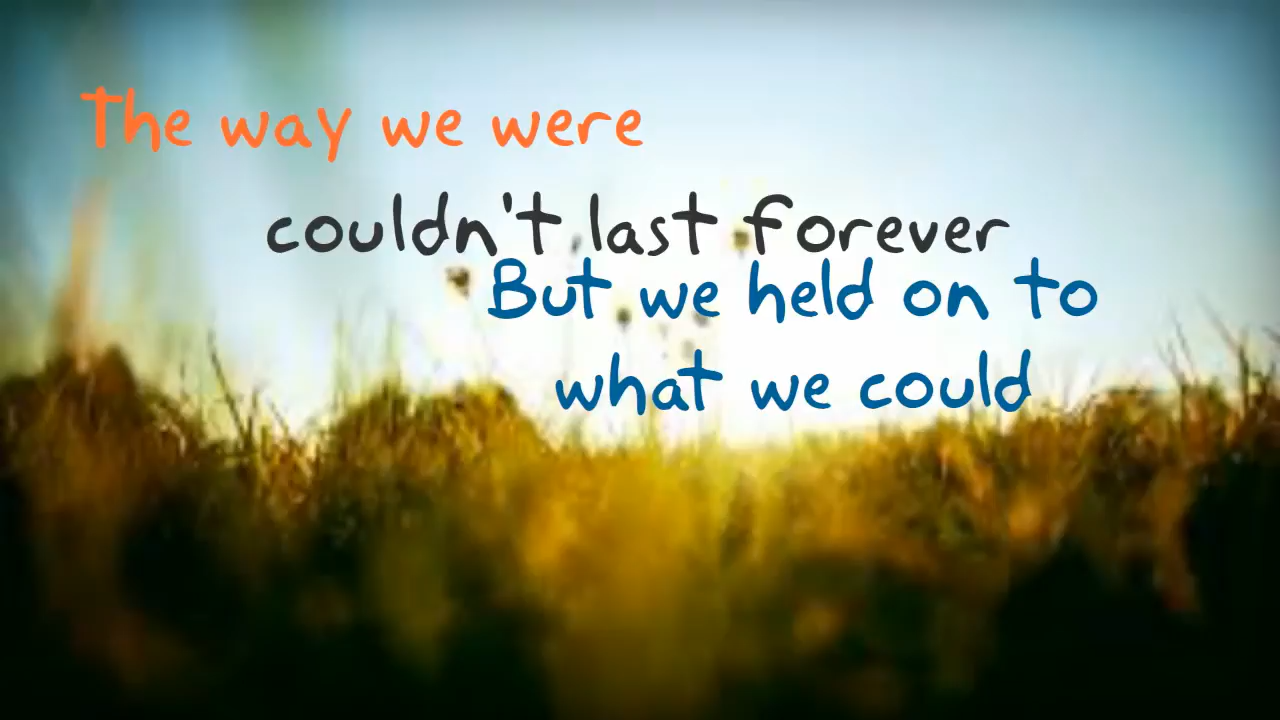 The way we were
couldn't last forever
But we held on to
what we could